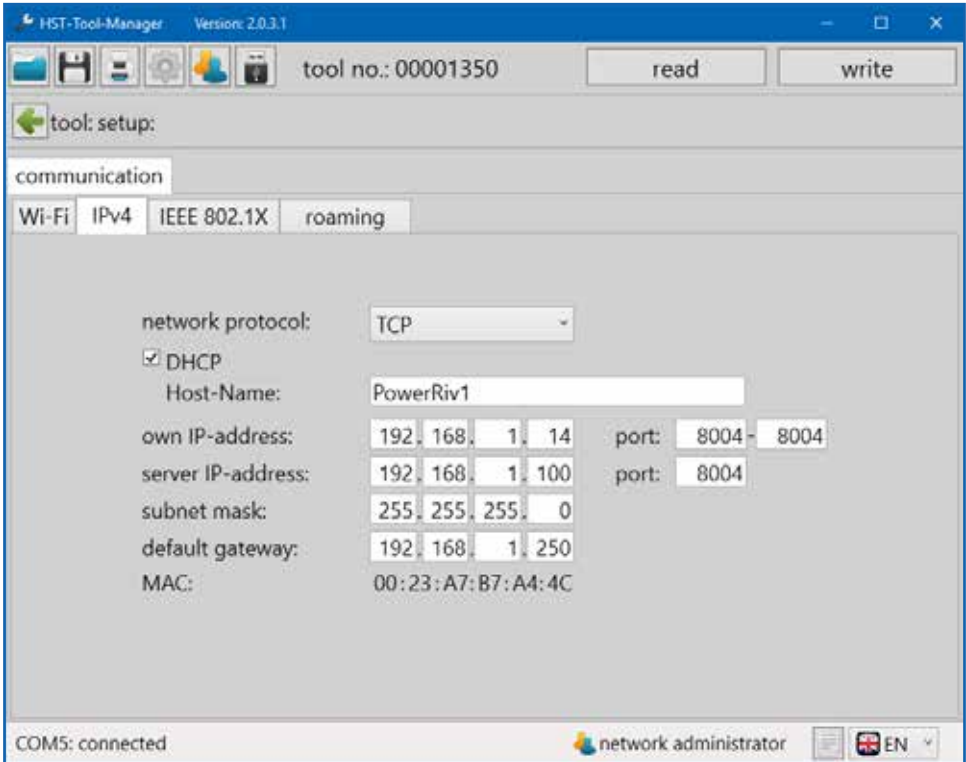 HST-Tool-Manager Version: 2.0.3.1
tool no.: 00001350 read write
tool: setup:
communication
Wi-Fi IPv4 IEEE 802.1X roaming
network protocol: TCP
DHCP
Host-Name: PowerRiv1
own IP-address: 192. 168. 1. 14 port: 8004 - 8004
server IP-address: 192. 168. 1. 100 port: 8004
subnet mask: 255. 255. 255. 0
default gateway: 192. 168. 1. 250
MAC: 00:23:A7:B7:A4:4C
COM5: connected network administrator EN